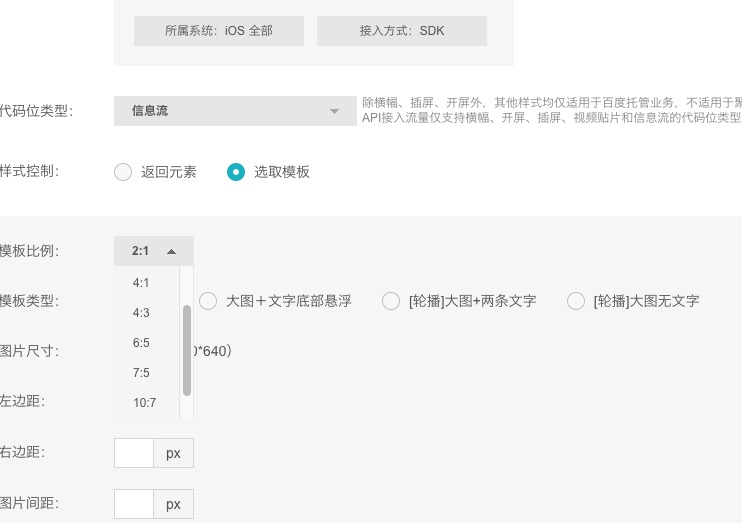 所属系统：iOS 全部
接入方式：SDK
代码位类型：
信息流
除横幅、插屏、开屏外，其他样式均仅适用于百度托管业务，不适用于
API接入流量仅支持横幅、开屏、插屏、视频贴片和信息流的代码位类型
样式控制：
返回元素
选取模板
模板比例：
2:1
4:1
模板类型：
大图＋文字底部悬浮
[轮播]大图+两条文字
[轮播]大图无文字
4:3
6:5
图片尺寸：
0*640）
7:5
左边距：
10:7
右边距：
px
图片间距：
px